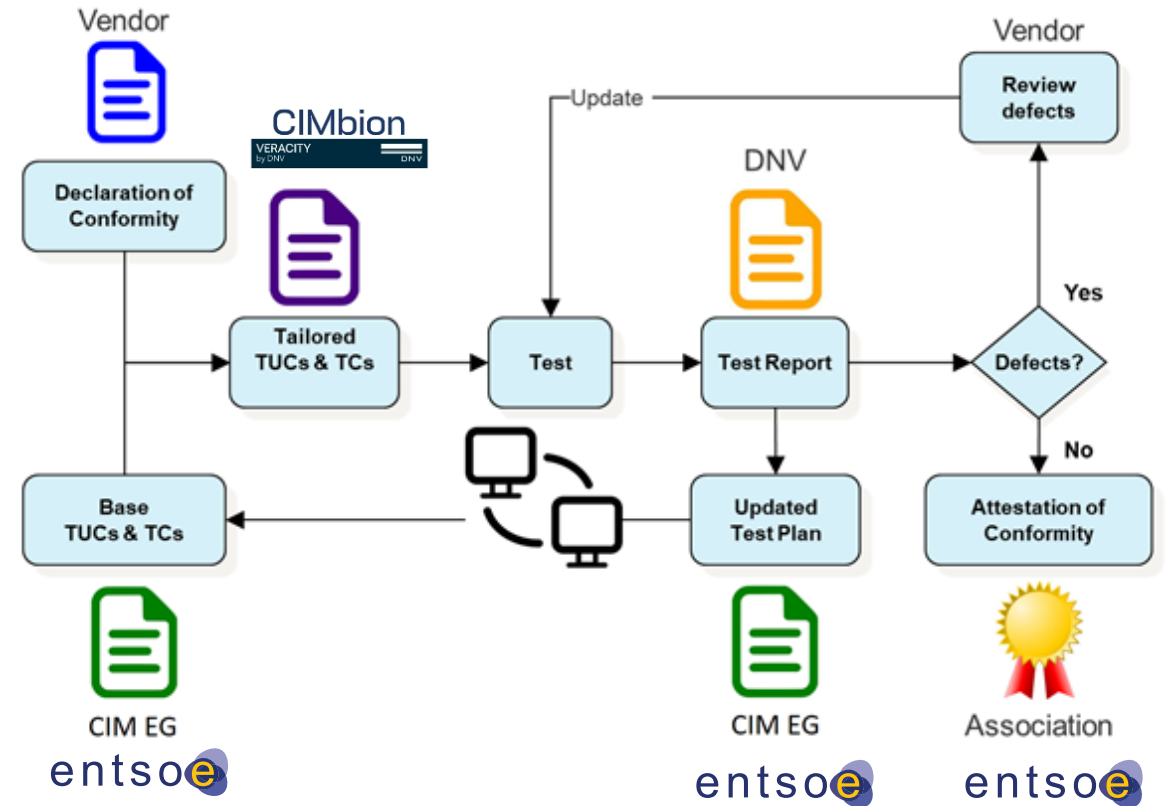 Vendor
Vendor
Review
defects
Update
CIMbion
VERACITY
by DNV
DNV
DNV
Declaration of
Conformity
Yes
Tailored
TUCs & TCs
Test
Test Report
Defects?
No
Base
TUCs & TCs
Updated
Test Plan
Attestation of
Conformity
CIM EG
CIM EG
Association
entsoe
entsoe
entsoe